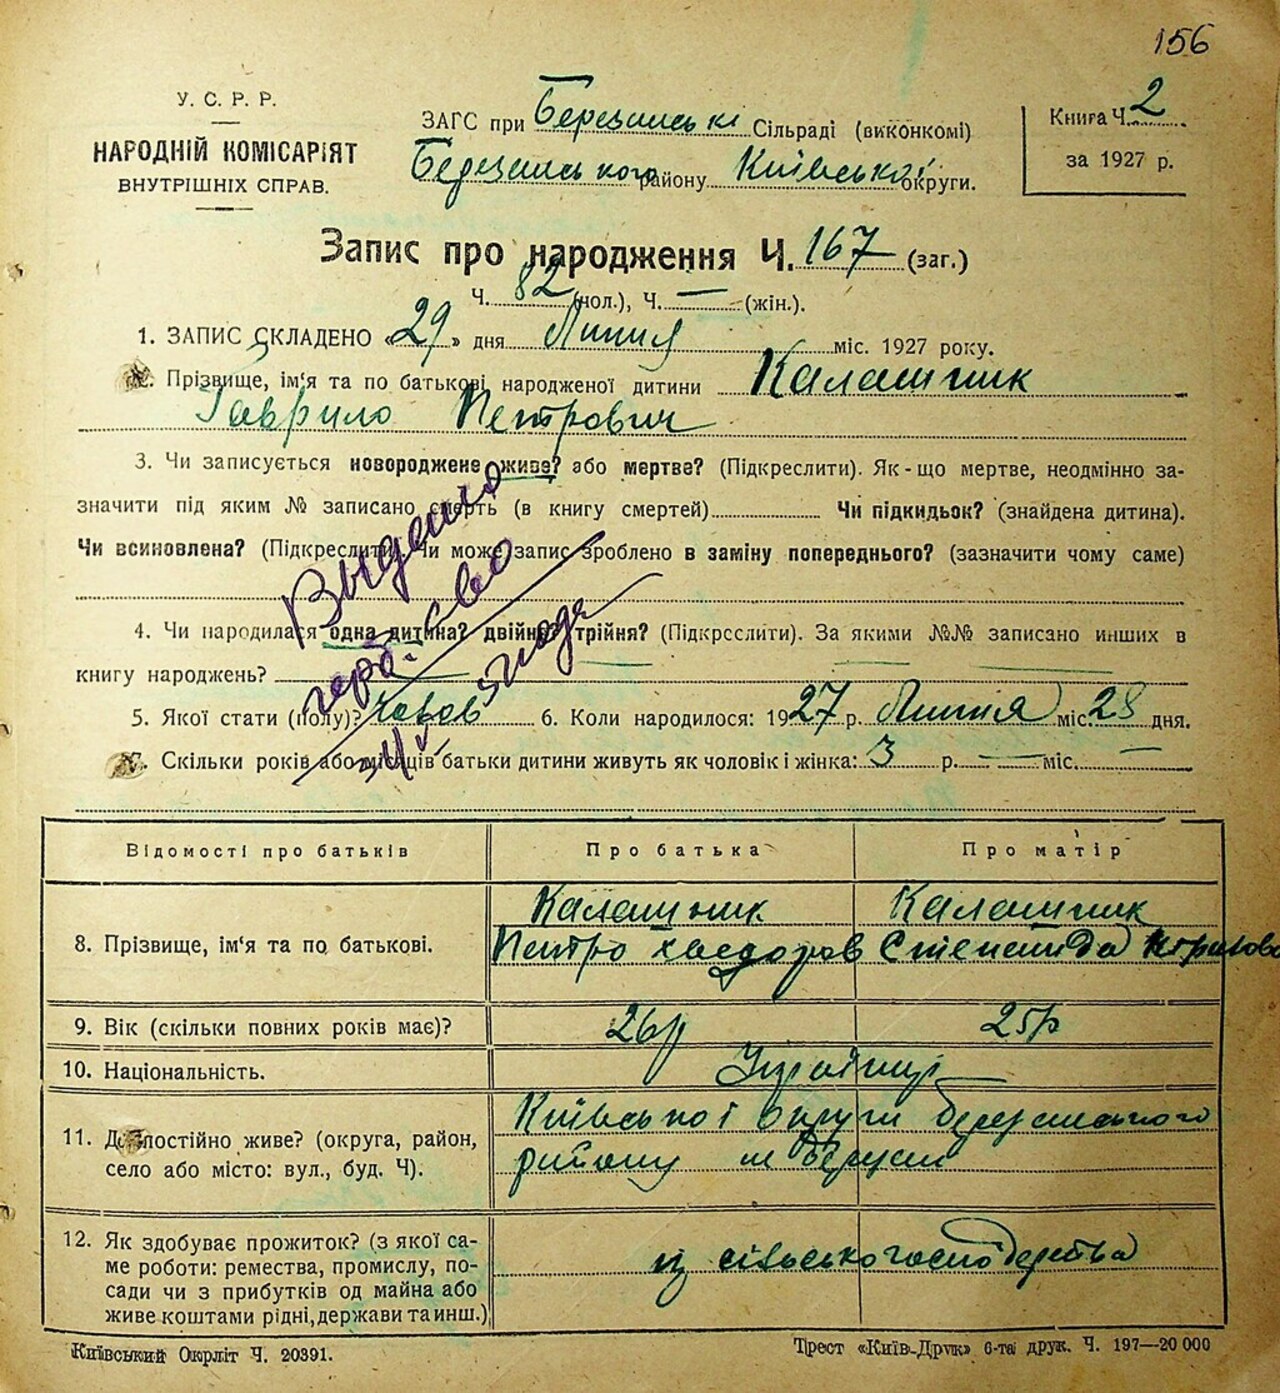 156
У. С. Р. Р.
НАРОДНІЙ КОМІСАРІЯТ
ВНУТРІШНІХ СПРАВ.
ЗАГС при Березанські Сільраді (виконкомі)
Березанського району Київської округи.
Книга Ч. 2
за 1927 р.
Запис про народження Ч. 167 (заг.)
Ч. 82 (чол.), Ч. — (жін.).
1. ЗАПИС СКЛАДЕНО «29» дня Липня міс. 1927 року.
2. Прізвище, ім'я та по батькові народженої дитини Калашник
Гаврило Петрович
3. Чи записується новороджене живе? або мертве? (Підкреслити). Як-що мертве, неодмінно за-
значити під яким № записано смерть (в книгу смертей) Чи підкидьок? (знайдена дитина).
Чи всиновлена? (Підкреслити). Чи може запис зроблено в заміну попереднього? (зазначити чому саме)
Выдано
свво
4. Чи народилася одна дитина? двійня? трійня? (Підкреслити). За якими №№ записано инших в
книгу народжень?
5. Якої стати (полу)? Чолов 6. Коли народилося: 1927 р. Липня міс. 28 дня.
7. Скільки років або місяців батьки дитини живуть як чоловік і жінка: 3 р. — міс. —
Відомості про батьків Про батька Про матір
Калашник Калашник
8. Прізвище, ім'я та по батькові. Петро Степанида
9. Вік (скільки повних років має)? 26р 25р
10. Національність. Українці
11. Де постійно живе? (округа, район, Київської округи березанського
село або місто: вул., буд. Ч). району м Березань
12. Як здобуває прожиток? (з якої са-
ме роботи: ремества, промислу, по- из сільського господарства
сади чи з прибутків од майна або
живе коштами рідні, держави та инш.)
Київський Окрліт Ч. 20391.
Трест «Київ-Друк» 6-та друк. Ч. 197—20 000